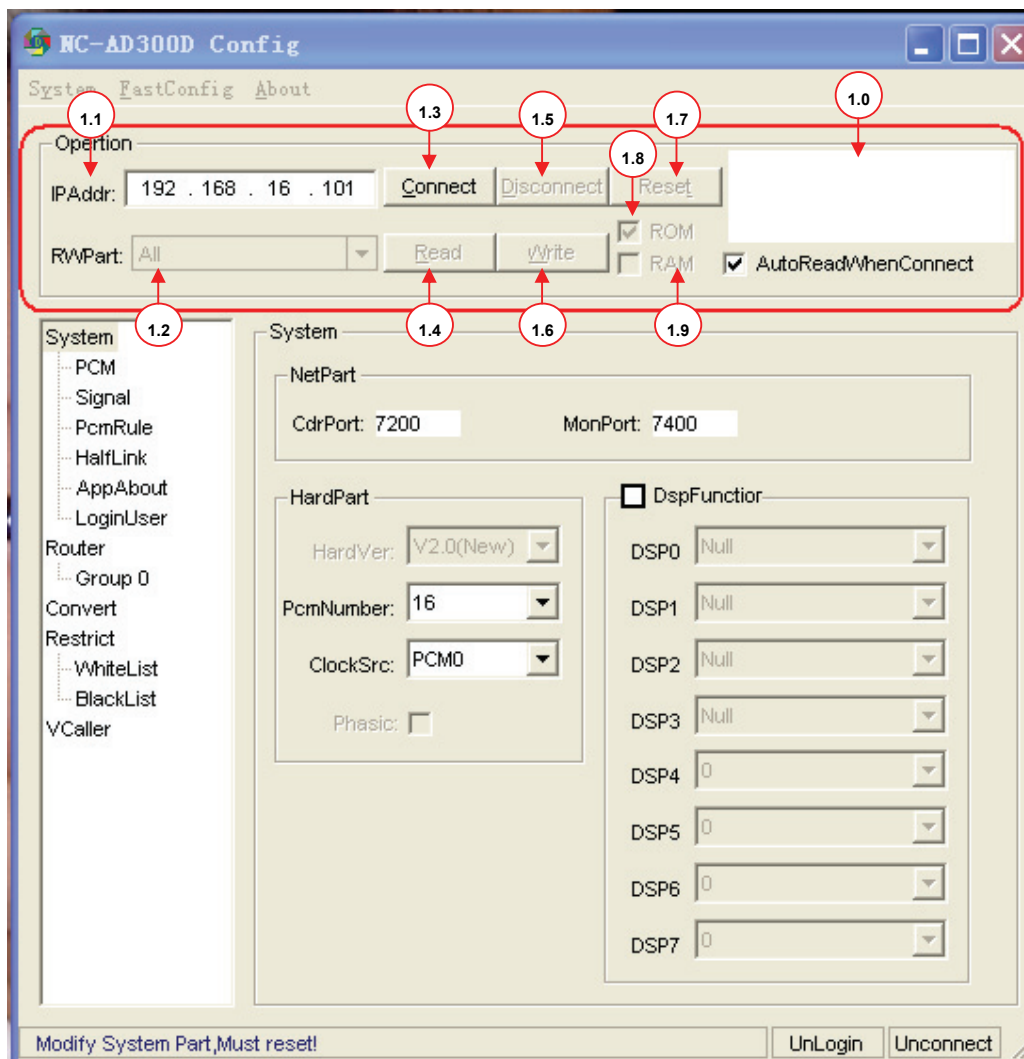 NC-AD300D Config
System FastConfig About
1.1 1.3 1.5 1.7 1.0
1.8
Opertion
IPAddr: 192 . 168 . 16 . 101 Connect Disconnect Reset
ROM
RWPart: All Read Write RAM AutoReadWhenConnect
1.2 1.4 1.6 1.9
System
PCM
Signal
PcmRule
HalfLink
AppAbout
LoginUser
Router
Group 0
Convert
Restrict
WhiteList
BlackList
VCaller
System
NetPart
CdrPort: 7200 MonPort: 7400
HardPart
HardVer: V2.0(New)
PcmNumber: 16
ClockSrc: PCM0
Phasic:
DspFunctior
DSP0 Null
DSP1 Null
DSP2 Null
DSP3 Null
DSP4 0
DSP5 0
DSP6 0
DSP7 0
Modify System Part,Must reset! UnLogin Unconnect